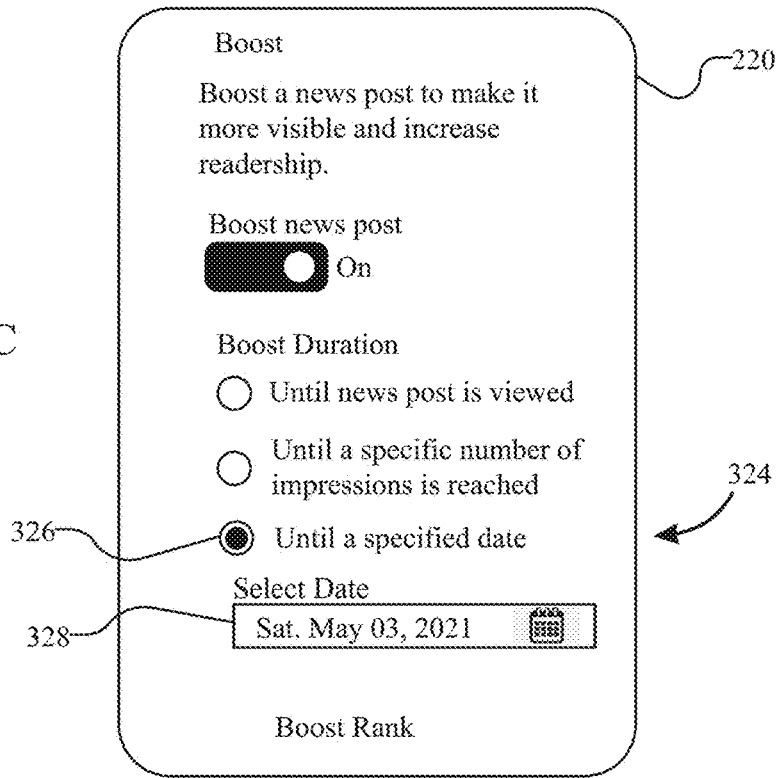 Boost
220
Boost a news post to make it
more visible and increase
readership.
Boost news post
On
C
Boost Duration
Until news post is viewed
Until a specific number of
impressions is reached
324
326
Until a specified date
Select Date
328
Sat. May 03, 2021
Boost Rank